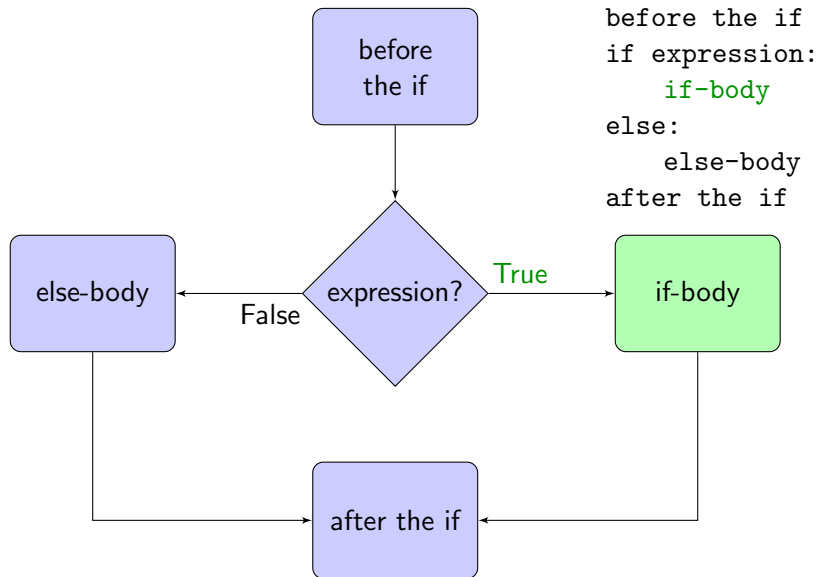 before
the if
before the if
if expression:
    if-body
else:
    else-body
after the if
else-body
False
expression?
True
if-body
after the if